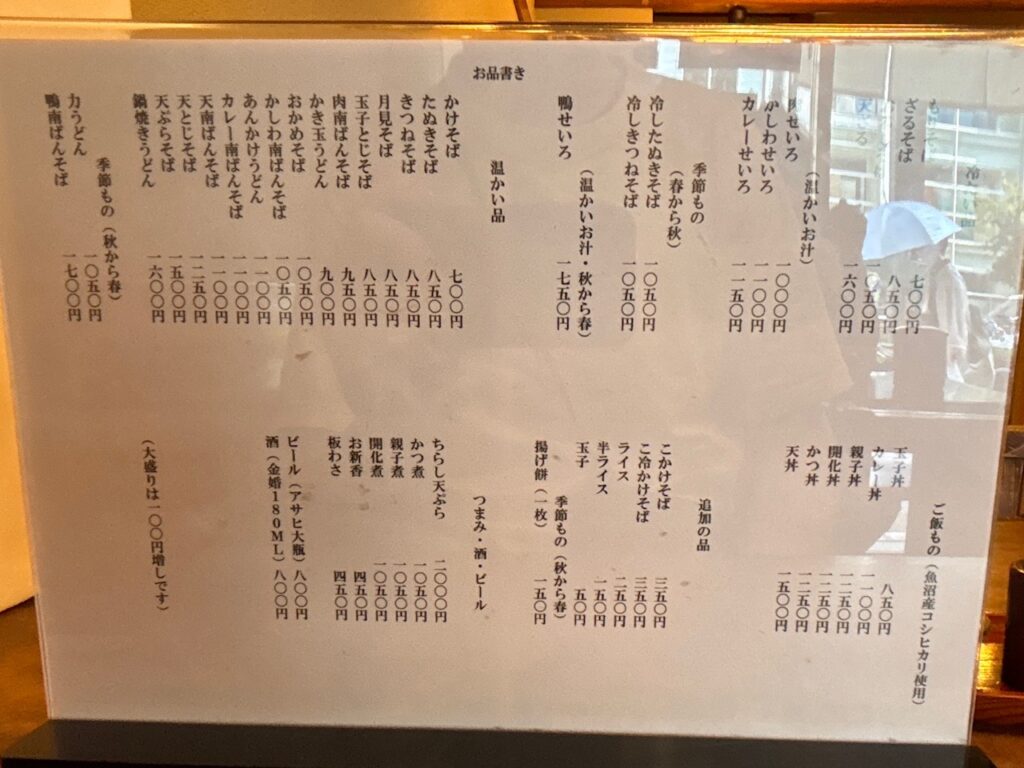 お品書き
ざるそば 八五〇円
七〇〇円
一〇五〇円
一六〇〇円
（温かいお汁）
肉せいろ 一〇〇〇円
かしわせいろ 一一〇〇円
カレーせいろ 一一五〇円
季節もの
（春から秋）
冷したぬきそば 一〇五〇円
冷しきつねそば 一〇五〇円
（温かいお汁・秋から春）
鴨せいろ 一七五〇円
温かい品
かけそば 七〇〇円
たぬきそば 八五〇円
きつねそば 八五〇円
月見そば 八五〇円
玉子とじそば 八五〇円
肉南ばんそば 九五〇円
かき玉うどん 九〇〇円
おかめそば 一〇五〇円
かしわ南ばんそば 一〇五〇円
あんかけうどん 一一〇〇円
カレー南ばんそば 一一〇〇円
天南ばんそば 一一〇〇円
天とじそば 一二五〇円
天ぷらそば 一五〇〇円
鍋焼きうどん 一六〇〇円
季節もの（秋から春）
力うどん 一〇五〇円
鴨南ばんそば 一七〇〇円
ご飯もの（魚沼産コシヒカリ使用）
玉子丼 八五〇円
カレー丼 一一〇〇円
親子丼 一一五〇円
開化丼 一一五〇円
かつ丼 一二五〇円
天丼 一五〇〇円
追加の品
こかけそば 三五〇円
こ冷かけそば 三五〇円
ライス 二五〇円
半ライス 一五〇円
玉子 五〇円
季節もの（秋から春）
揚げ餅（一枚） 一五〇円
つまみ・酒・ビール
ちらし天ぷら 二〇〇〇円
かつ煮 一〇五〇円
親子煮 一〇五〇円
開化煮 一〇五〇円
お新香 四五〇円
板わさ 四五〇円
ビール（アサヒ大瓶） 八〇〇円
酒（金婚180ML） 八〇〇円
（大盛りは一〇〇円増しです）